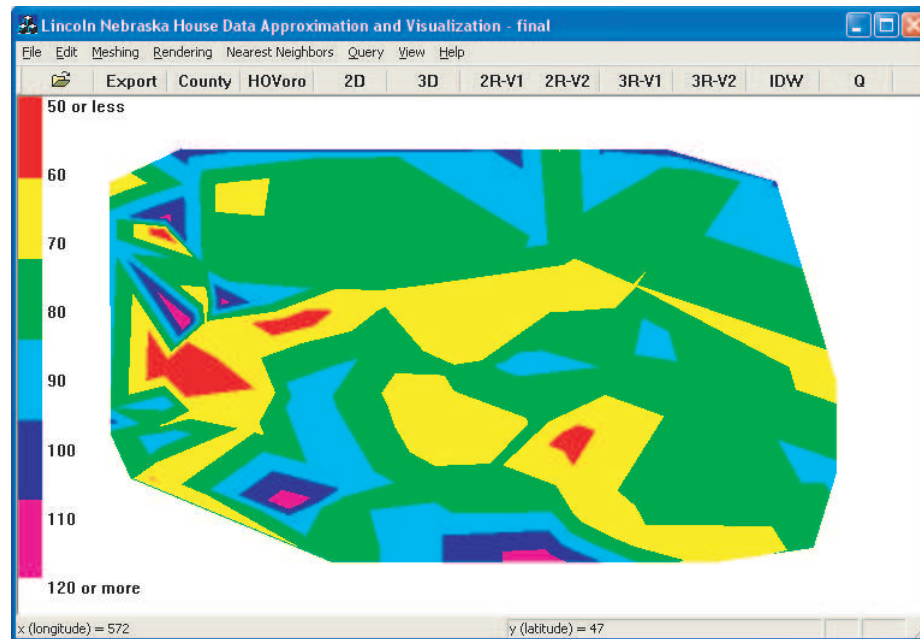 Lincoln Nebraska House Data Approximation and Visualization - final
File Edit Meshing Rendering Nearest Neighbors Query View Help
Export County HOVoro 2D 3D 2R-V1 2R-V2 3R-V1 3R-V2 IDW Q
50 or less
60
70
80
90
100
110
120 or more
x (longitude) = 572 y (latitude) = 47